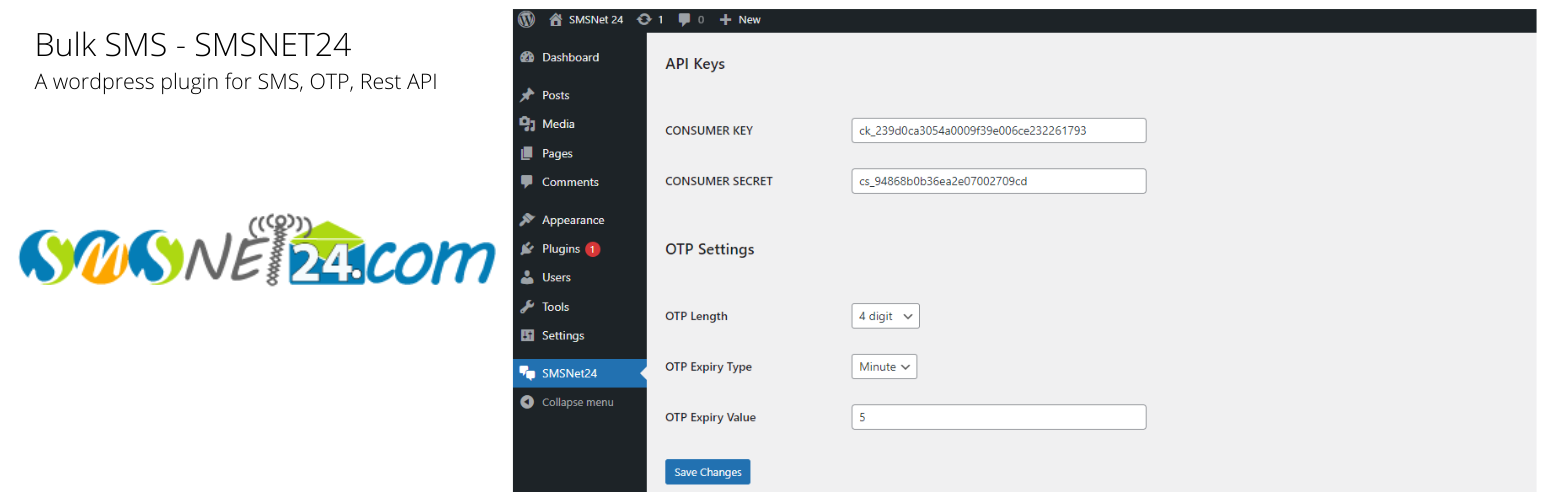 Bulk SMS - SMSNET24
A wordpress plugin for SMS, OTP, Rest API
SMSNET24.com
SMSNet 24 1 0 New
Dashboard
Posts
Media
Pages
Comments
Appearance
Plugins 1
Users
Tools
Settings
SMSNet24
Collapse menu
API Keys
CONSUMER KEY ck_239d0ca3054a0009f39e006ce232261793
CONSUMER SECRET cs_94868b0b36ea2e07002709cd
OTP Settings
OTP Length 4 digit
OTP Expiry Type Minute
OTP Expiry Value 5
Save Changes